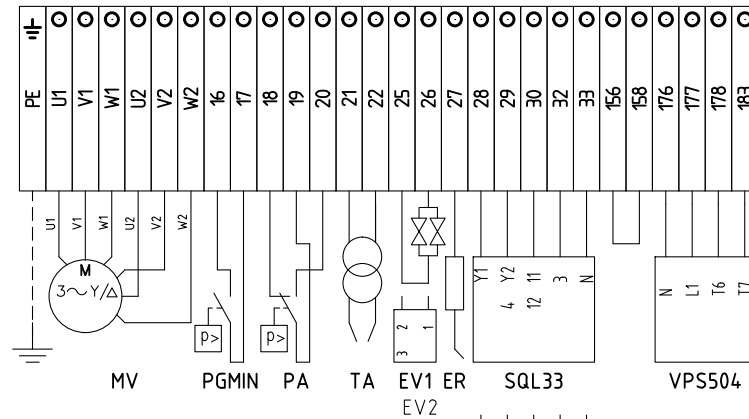 PE U1 V1 W1 U2 V2 W2 16 17 18 19 20 21 22 25 26 27 28 29 30 32 33 156 158 176 177 178 183
U1 V1 W1 U2 V2 W2
M
3~Y/Δ
P>
P>
3 2 1
Y1 Y2 11 3 N
4 12
N L1 T6 T7
MV PGMIN PA TA EV1 ER SQL33 VPS504
EV2